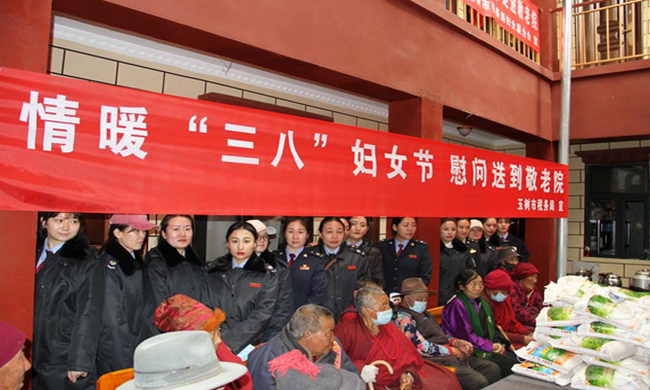 情暖“三八”妇女节 慰问送到敬老院
玉树市税务局 宣